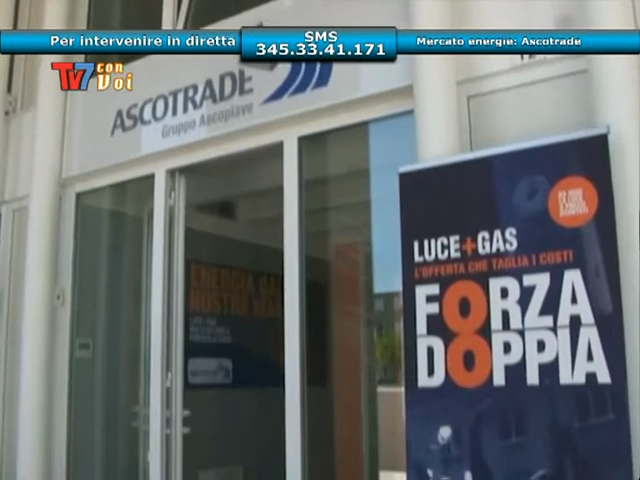 Per intervenire in diretta
SMS
345.33.41.171
Mercato energie: Ascotrade
TV7 con Voi
ASCOTRADE
Gruppo Ascopiave
LUCE+GAS
L'OFFERTA CHE TAGLIA I COSTI
FORZA
DOPPIA
ENERGIA